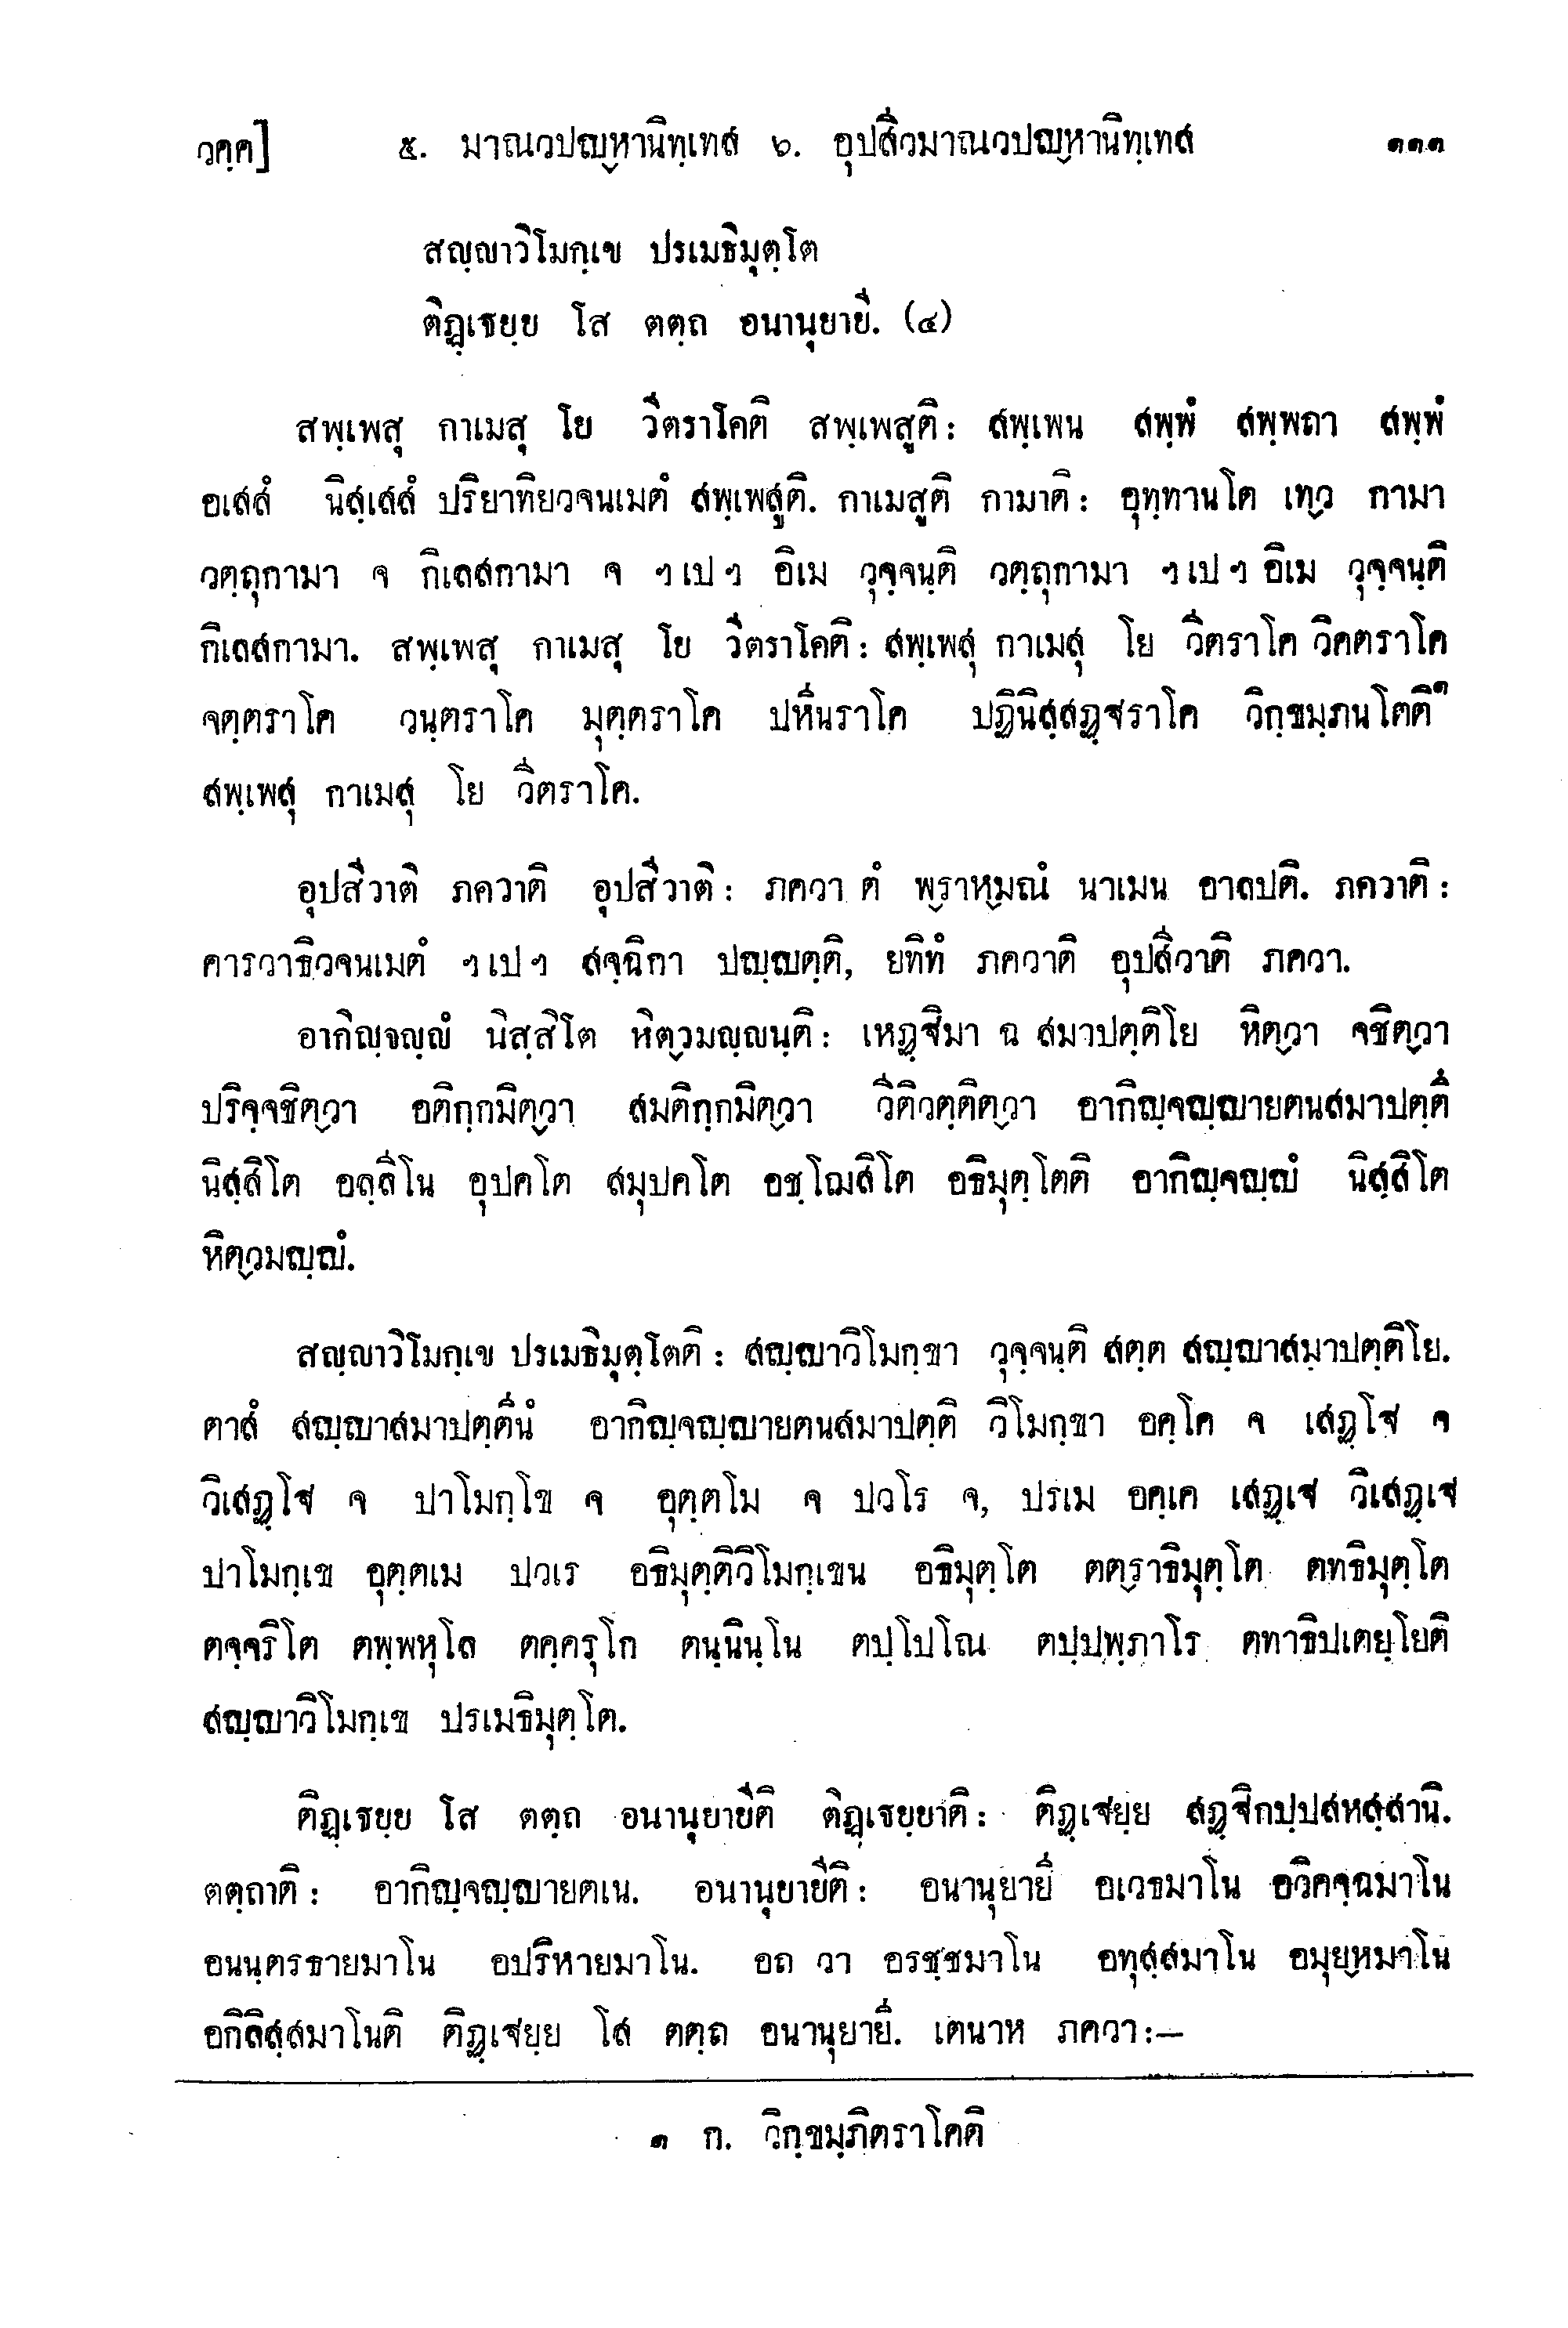 วคฺค]	๕. มาณวปญฺหานิทฺเทส ๖. อุปสีวมาณวปญฺหานิทฺเทส	๑๑๑
สญฺญาวิโมกฺเข ปรเมธิมุตฺโต
ติฏฺเฐยฺย โส ตตฺถ อนานุยายี. (๔)
สพฺเพสุ กาเมสุ โย วีตราโคติ สพฺเพสูติ: สพฺเพน สพฺพํ สพฺพถา สพฺพํ
อเสสํ นิสฺเสสํ ปริยาทิยวจนเมตํ สพฺเพสูติ. กาเมสูติ กามาติ: อุทฺทานโต เทฺว กามา
วตฺถุกามา จ กิเลสกามา จ ฯเปฯ อิเม วุจฺจนฺติ วตฺถุกามา ฯเปฯ อิเม วุจฺจนฺติ
กิเลสกามา. สพฺเพสุ กาเมสุ โย วีตราโคติ: สพฺเพสุ กาเมสุ โย วีตราโค วิคตราโค
จตฺตราโค วนฺตราโค มุตฺตราโค ปหีนราโค ปฏินิสฺสฏฺฐราโค วิกฺขมฺภนโตติ๑
สพฺเพสุ กาเมสุ โย วีตราโค.
อุปสีวาติ ภควาติ อุปสีวาติ: ภควา ตํ พฺราหฺมณํ นาเมน อาลปติ. ภควาติ:
คารวาธิวจนเมตํ ฯเปฯ สจฺฉิกา ปญฺญตฺติ, ยทิทํ ภควาติ อุปสีวาติ ภควา.
อากิญฺจญฺญํ นิสฺสิโต หิตฺวมญฺญนฺติ: เหฏฺฐิมา ฉ สมาปตฺติโย หิตฺวา จชิตฺวา
ปริจฺจชิตฺวา อติกฺกมิตฺวา สมติกฺกมิตฺวา วีติวตฺติตฺวา อากิญฺจญฺญายตนสมาปตฺตึ
นิสฺสิโต อลฺลีโน อุปคโต สมุปคโต อชฺโฌสิโต อธิมุตฺโตติ อากิญฺจญฺญํ นิสฺสิโต
หิตฺวมญฺญํ.
สญฺญาวิโมกฺเข ปรเมธิมุตฺโตติ: สญฺญาวิโมกฺขา วุจฺจนฺติ สตฺต สญฺญาสมาปตฺติโย.
ตาสํ สญฺญาสมาปตฺตีนํ อากิญฺจญฺญายตนสมาปตฺติ วิโมกฺขา อคฺโค จ เสฏฺโฐ จ
วิเสฏฺโฐ จ ปาโมกฺโข จ อุตฺตโม จ ปวโร จ, ปรเม อคฺเค เสฏฺเฐ วิเสฏฺเฐ
ปาโมกฺเข อุตฺตเม ปวเร อธิมุตฺติวิโมกฺเขน อธิมุตฺโต ตตฺราธิมุตฺโต ตทธิมุตฺโต
ตจฺจริโต ตพฺพหุโล ตคฺครุโก ตนฺนินฺโน ตปฺโปโณ ตปฺปพฺภาโร ตทาธิปเตยฺโยติ
สญฺญาวิโมกฺเข ปรเมธิมุตฺโต.
ติฏฺเฐยฺย โส ตตฺถ อนานุยายีติ ติฏฺเฐยฺยาติ: ติฏฺเฐยฺย สฏฺฐิกปฺปสหสฺสานิ.
ตตฺถาติ: อากิญฺจญฺญายตเน. อนานุยายีติ: อนานุยายี อเวธมาโน อวิคจฺฉมาโน
อนนฺตรธายมาโน อปริหายมาโน. อถ วา อรชฺชมาโน อทุสฺสมาโน อมุยฺหมาโน
อกิลิสฺสมาโนติ ติฏฺเฐยฺย โส ตตฺถ อนานุยายี. เตนาห ภควา:—
๑ ก. วิกฺขมฺภิตราโคติ